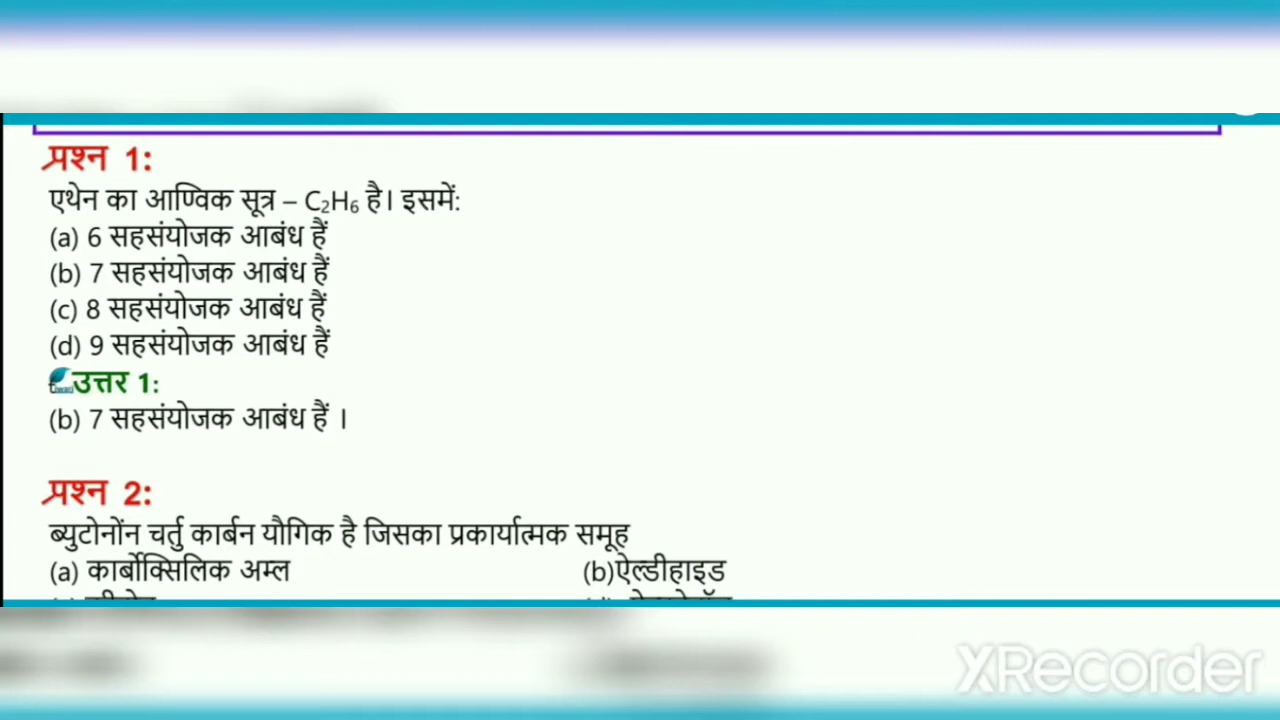 प्रश्न 1:
एथेन का आण्विक सूत्र – C₂H₆ है। इसमें:
(a) 6 सहसंयोजक आबंध हैं
(b) 7 सहसंयोजक आबंध हैं
(c) 8 सहसंयोजक आबंध हैं
(d) 9 सहसंयोजक आबंध हैं
उत्तर 1:
(b) 7 सहसंयोजक आबंध हैं ।
प्रश्न 2:
ब्युटोनोंन चर्तु कार्बन यौगिक है जिसका प्रकार्यात्मक समूह
(a) कार्बोक्सिलिक अम्ल (b)ऐल्डीहाइड
XRecorder